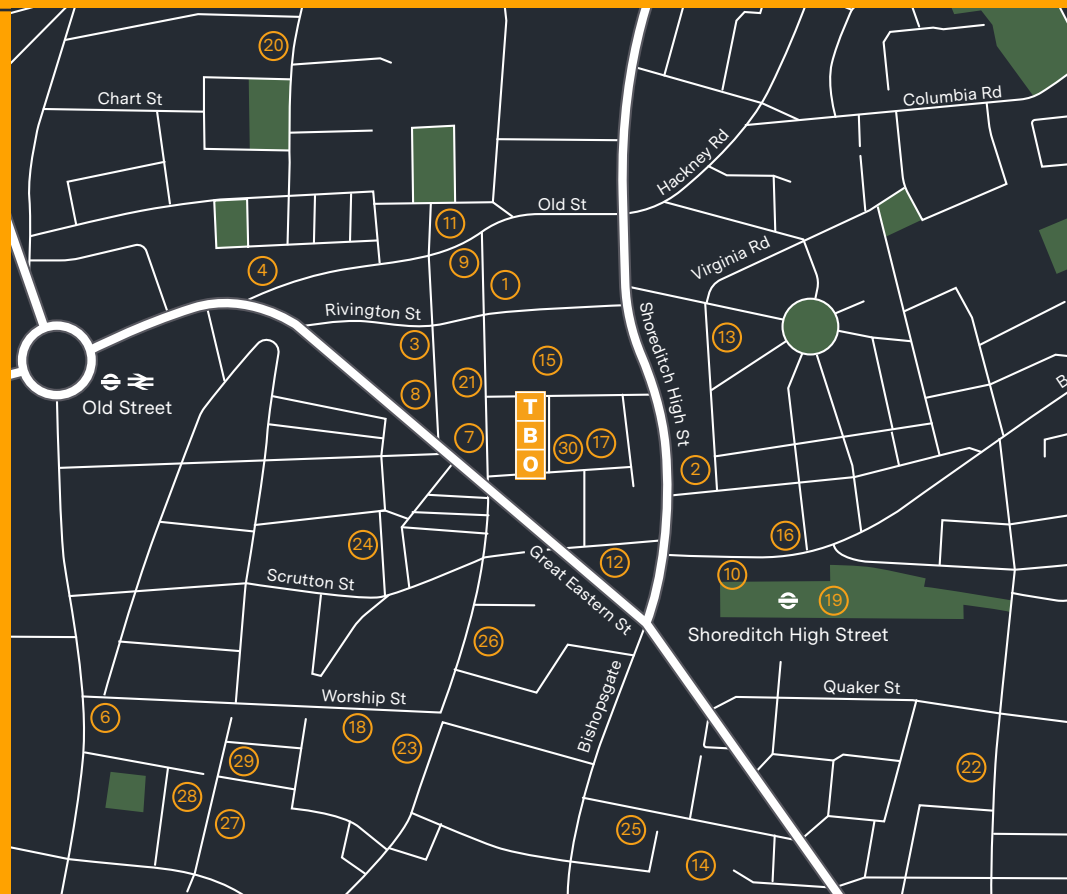 20
Chart St
Columbia Rd
Hackney Rd
Old St
11
Virginia Rd
9
4
1
Rivington St
Shoreditch High St
13
3
15
Old Street
21
8
T
B
O
7
30
17
2
16
24
Great Eastern St
12
10
Scrutton St
19
Shoreditch High Street
26
Bishopsgate
Quaker St
Worship St
6
18
23
29
22
28
27
25
14